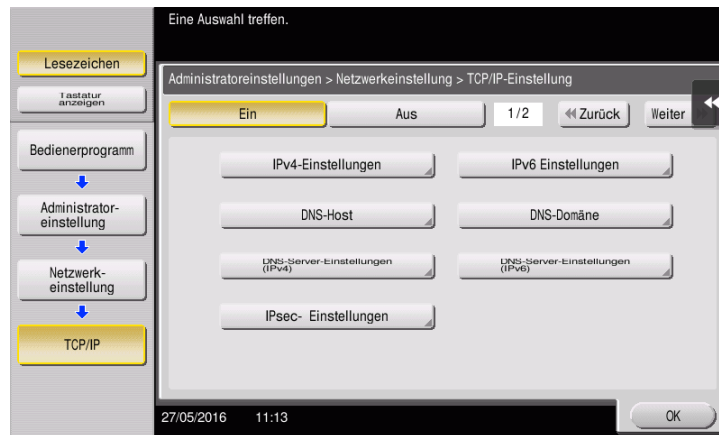 Eine Auswahl treffen.
Lesezeichen
Tastatur
anzeigen
Bedienerprogramm
Administrator-
einstellung
Netzwerk-
einstellung
TCP/IP
Administratoreinstellungen > Netzwerkeinstellung > TCP/IP-Einstellung
Ein
Aus
1/2
Zurück
Weiter
IPv4-Einstellungen
IPv6 Einstellungen
DNS-Host
DNS-Domäne
DNS-Server-Einstellungen
(IPv4)
DNS-Server-Einstellungen
(IPv6)
IPsec- Einstellungen
27/05/2016 11:13
OK